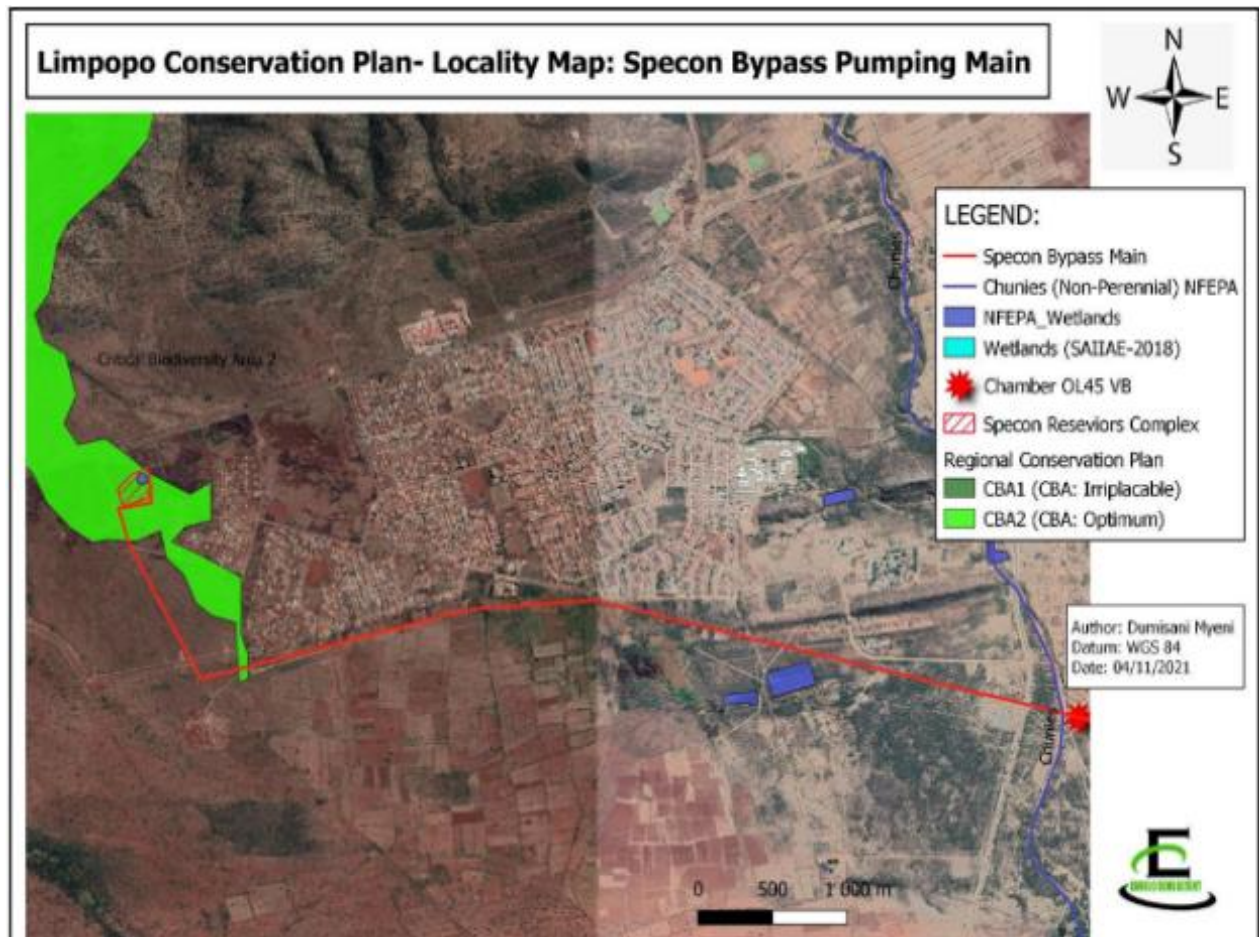 Limpopo Conservation Plan- Locality Map: Specon Bypass Pumping Main
N
W E
S
LEGEND:
Specon Bypass Main
Chunies (Non-Perennial) NFEPA
NFEPA_Wetlands
Wetlands (SAIIAE-2018)
Chamber OL45 VB
Specon Reseviors Complex
Regional Conservation Plan
CBA1 (CBA: Irriplacable)
CBA2 (CBA: Optimum)
Chunies
Critical Biodiversity Area 2
Author: Dumisani Myeni
Datum: WGS 84
Date: 04/11/2021
Chunies
0 500 1 000 m
E